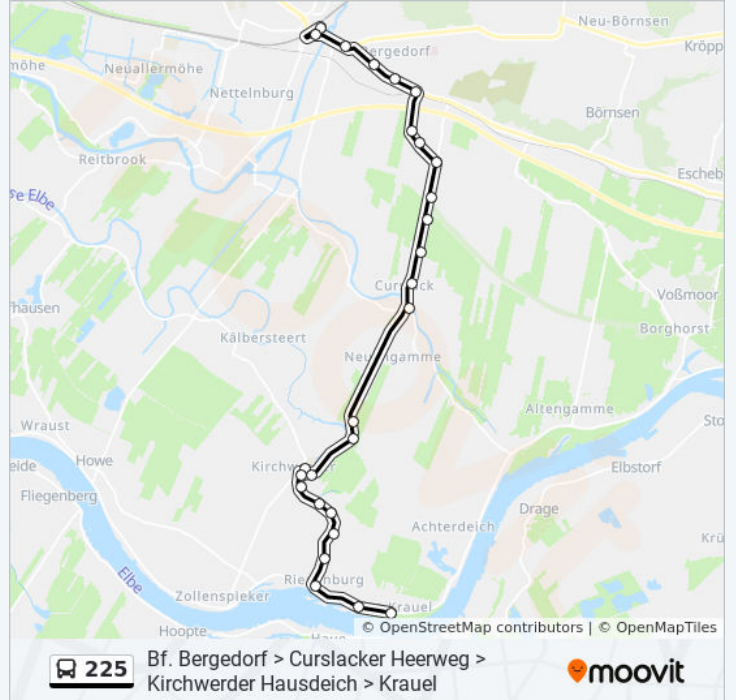 Neu-Börnsen
Bergedorf
Kröpp
möhe
Neuallermöhe
Nettelnburg
Börnsen
Reitbrook
Escheb
se Elbe
Curslack
Voßmoor
fhausen
Borghorst
Kälbersteert
Neuengamme
Altengamme
Wraust
Sto
eide
Howe
Kirchwerder
Elbstorf
Fliegenberg
Drage
Achterdeich
Krü
Elbe
Zollenspieker
Riepenburg
Krauel
Hoopte
Haue
© OpenStreetMap contributors | © OpenMapTiles
225
Bf. Bergedorf > Curslacker Heerweg >
Kirchwerder Hausdeich > Krauel
moovit